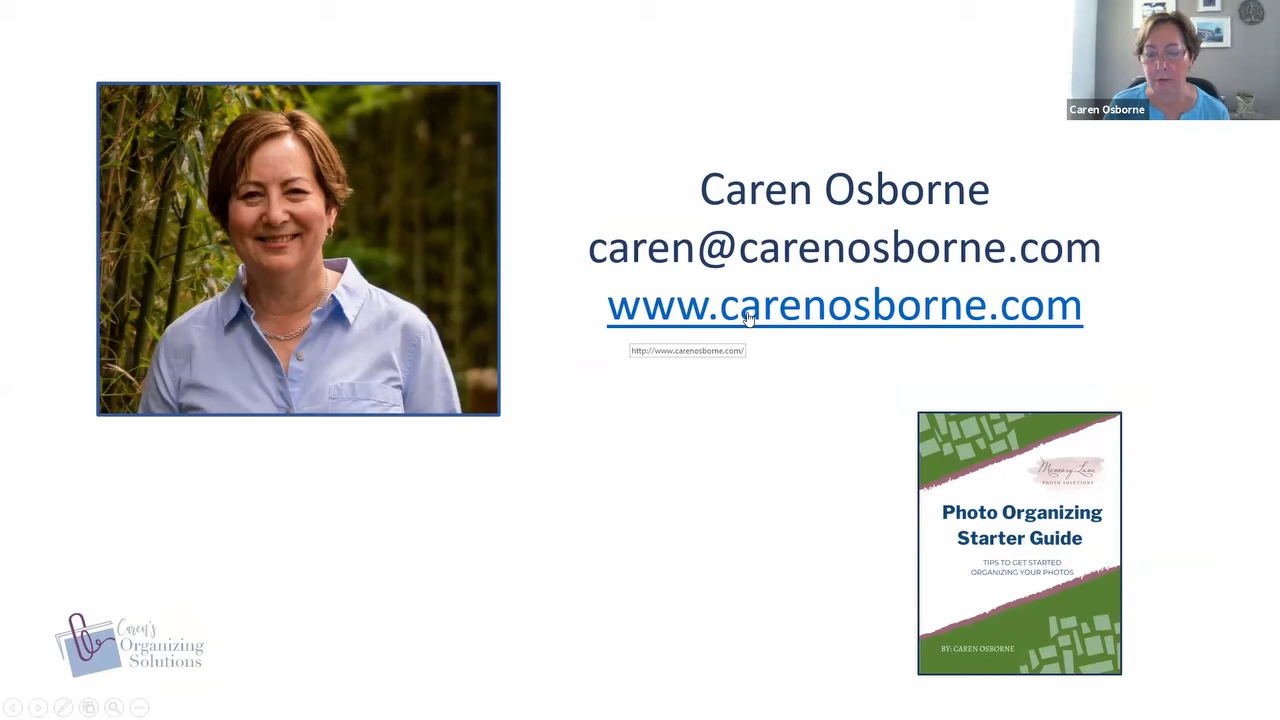 Caren Osborne
Caren Osborne
caren@carenosborne.com
www.carenosborne.com
http://www.carenosborne.com/
Memory Lane
PHOTO SOLUTIONS
Photo Organizing
Starter Guide
TIPS TO GET STARTED
ORGANIZING YOUR PHOTOS
BY: CAREN OSBORNE
Caren's
Organizing
Solutions